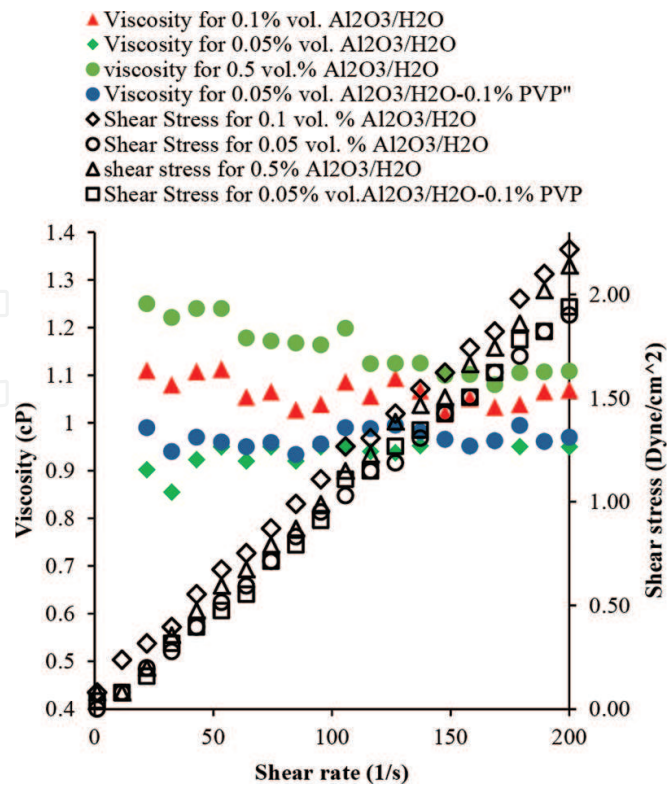 Viscosity for 0.1% vol. Al2O3/H2O
Viscosity for 0.05% vol. Al2O3/H2O
viscosity for 0.5 vol.% Al2O3/H2O
Viscosity for 0.05% vol. Al2O3/H2O-0.1% PVP"
Shear Stress for 0.1 vol. % Al2O3/H2O
Shear Stress for 0.05 vol. % Al2O3/H2O
shear stress for 0.5% Al2O3/H2O
Shear Stress for 0.05% vol.Al2O3/H2O-0.1% PVP
Viscosity (cP)
1.4
1.3
1.2
1.1
1
0.9
0.8
0.7
0.6
0.5
0.4
0
50
100
150
200
Shear rate (1/s)
2.00
1.50
1.00
0.50
0.00
Shear stress (Dyne/cm^2)